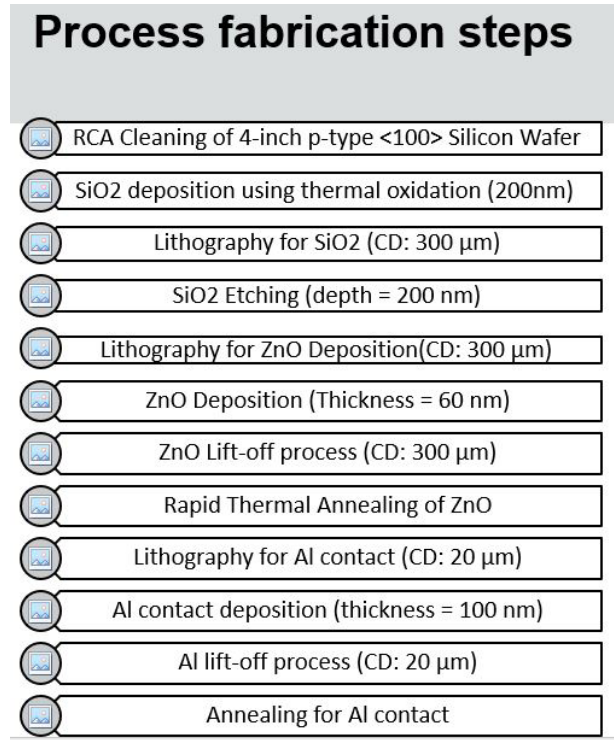 Process fabrication steps
RCA Cleaning of 4-inch p-type <100> Silicon Wafer
SiO2 deposition using thermal oxidation (200nm)
Lithography for SiO2 (CD: 300 µm)
SiO2 Etching (depth = 200 nm)
Lithography for ZnO Deposition(CD: 300 µm)
ZnO Deposition (Thickness = 60 nm)
ZnO Lift-off process (CD: 300 µm)
Rapid Thermal Annealing of ZnO
Lithography for Al contact (CD: 20 µm)
Al contact deposition (thickness = 100 nm)
Al lift-off process (CD: 20 µm)
Annealing for Al contact